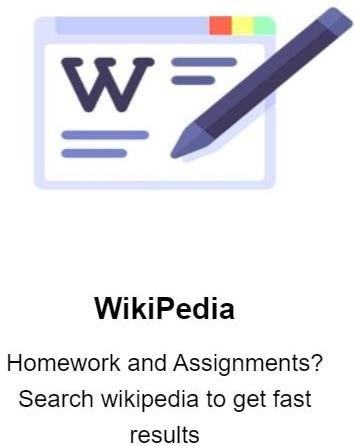 W
WikiPedia
Homework and Assignments?
Search wikipedia to get fast
results